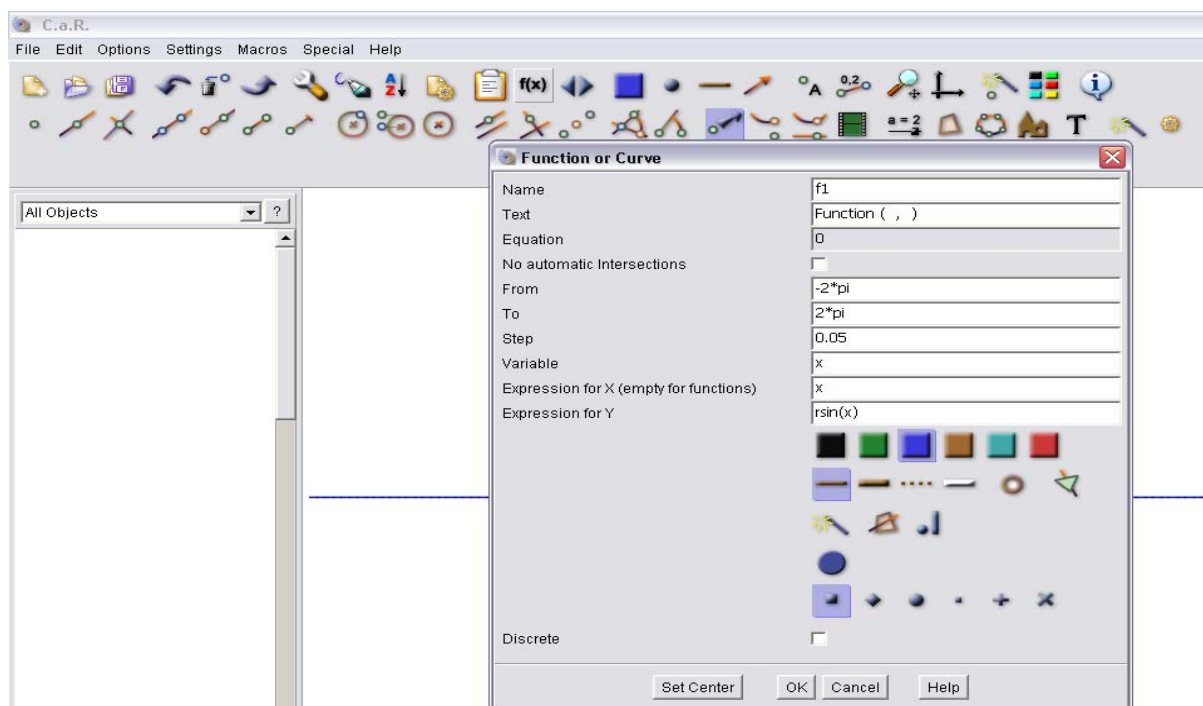 C.a.R.
File Edit Options Settings Macros Special Help
f(x) A 0,2
a = 2 T
Function or Curve
All Objects ?
Name f1
Text Function ( , )
Equation 0
No automatic Intersections
From -2*pi
To 2*pi
Step 0.05
Variable x
Expression for X (empty for functions) x
Expression for Y rsin(x)
Discrete
Set Center OK Cancel Help